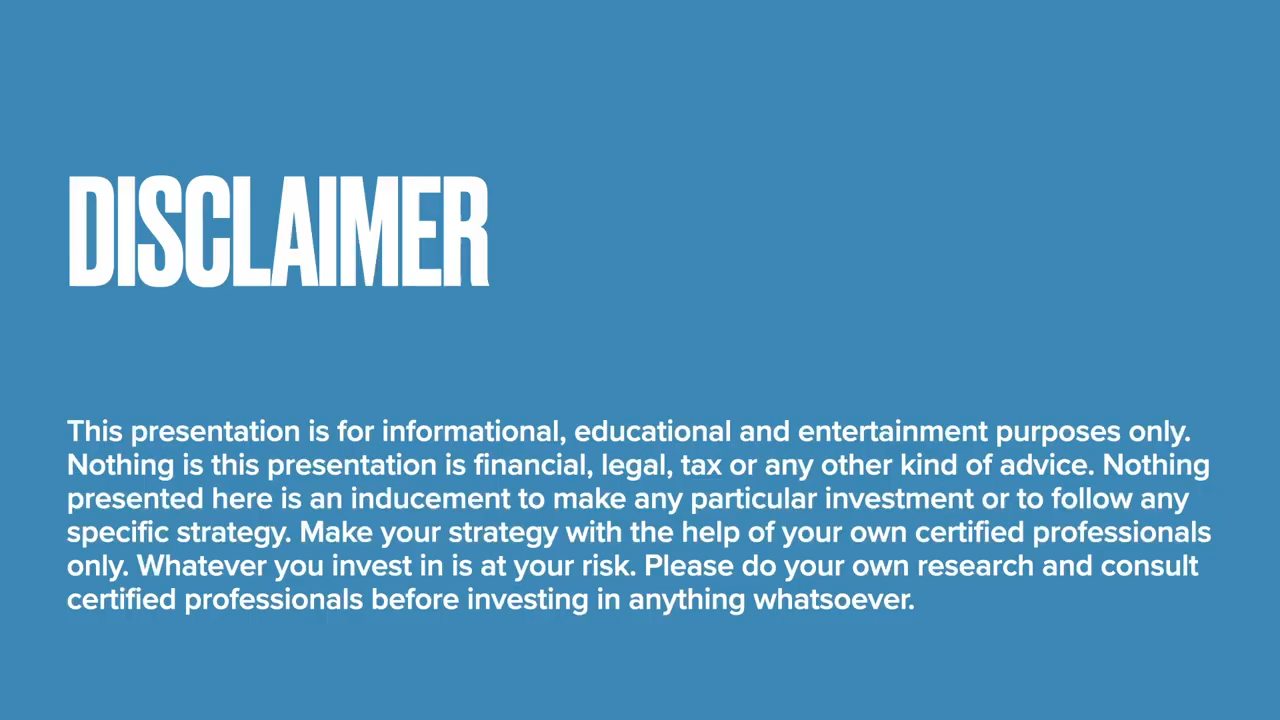 DISCLAIMER
This presentation is for informational, educational and entertainment purposes only.
Nothing is this presentation is financial, legal, tax or any other kind of advice. Nothing
presented here is an inducement to make any particular investment or to follow any
specific strategy. Make your strategy with the help of your own certified professionals
only. Whatever you invest in is at your risk. Please do your own research and consult
certified professionals before investing in anything whatsoever.